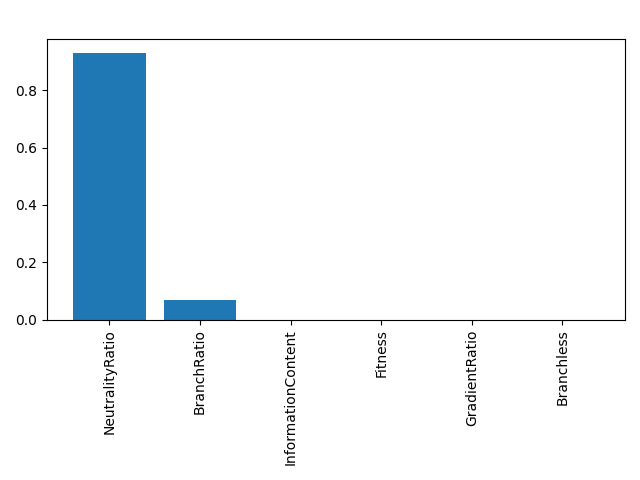 0.8
0.6
0.4
0.2
0.0
NeutralityRatio
BranchRatio
InformationContent
Fitness
GradientRatio
Branchless